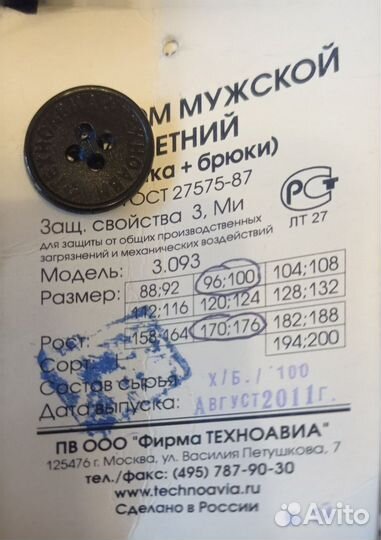 М МУЖСКОЙ
ЕТНИЙ
ка + брюки)
ГОСТ 27575-87
Защ. свойства З, Ми
для защиты от общих производственных
загрязнений и механических воздействий
РСТ
ЛТ 27
Модель: 3.093
Размер: 88;92 96;100 104;108
112;116 120;124 128;132
Рост: 158;164 170;176 182;188
194;200
Сорт: 1
Состав сырья: Х/Б./ 100
Дата выпуска: АВГУСТ 2011г.
ПВ ООО "Фирма ТЕХНОАВИА"
125476 г. Москва, ул. Василия Петушкова, 7
тел./факс: (495) 787-90-30
www.technoavia.ru
Сделано в России
Avito